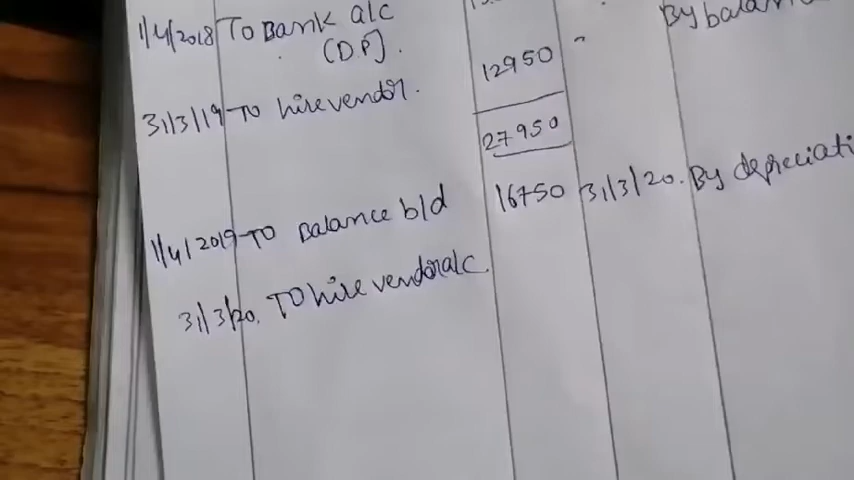 1/4/2018 To Bank a/c
(D.P).
By
31/3/19 To hire vendor. 12950 "
27950
1/4/2019 To Balance b/d 16750 31/3/20. By depreciati
31/3/20. To hire vendor a/c.